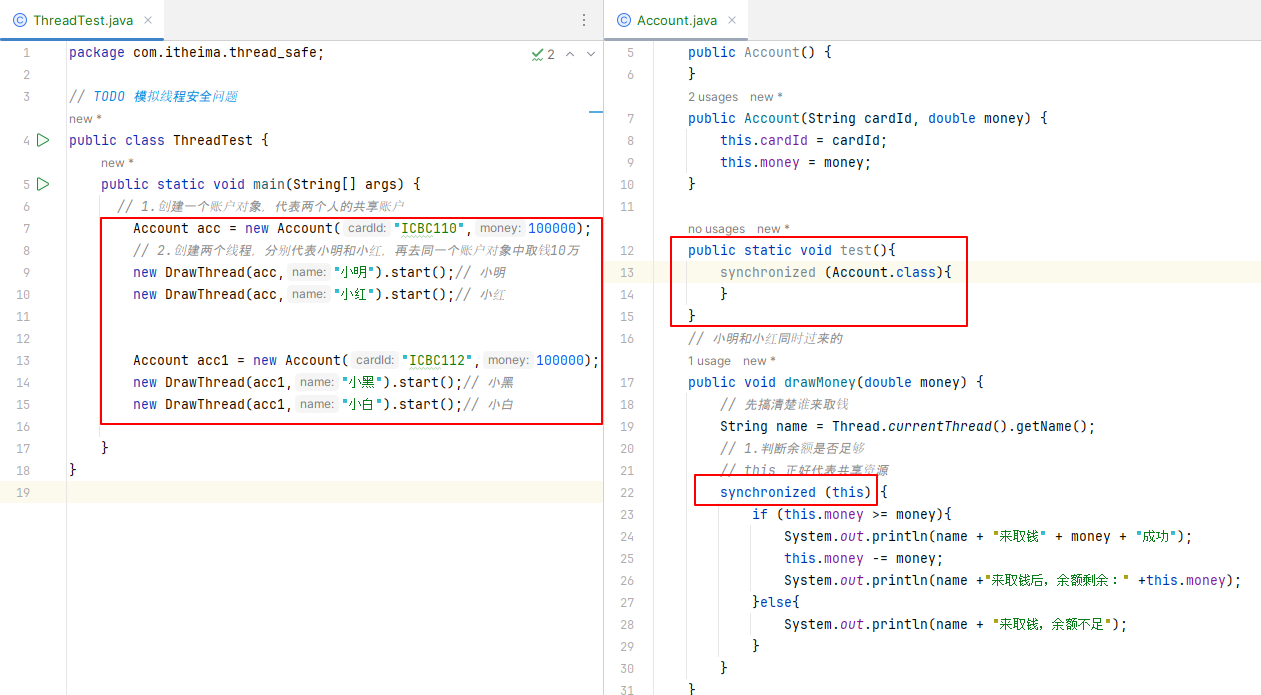 ThreadTest.java
1 package com.itheima.thread_safe;
2
2
3 // TODO 模拟线程安全问题
new *
4 public class ThreadTest {
new *
5 public static void main(String[] args) {
6 // 1.创建一个账户对象，代表两个人的共享账户
7 Account acc = new Account( cardId: "ICBC110", money: 100000);
8 // 2.创建两个线程，分别代表小明和小红，再去同一个账户对象中取钱10万
9 new DrawThread(acc, name: "小明").start();// 小明
10 new DrawThread(acc, name: "小红").start();// 小红
11
12
13 Account acc1 = new Account( cardId: "ICBC112", money: 100000);
14 new DrawThread(acc1, name: "小黑").start();// 小黑
15 new DrawThread(acc1, name: "小白").start();// 小白
16
17 }
18 }
19
Account.java
5 public Account() {
6 }
2 usages new *
7 public Account(String cardId, double money) {
8 this.cardId = cardId;
9 this.money = money;
10 }
11
no usages new *
12 public static void test(){
13 synchronized (Account.class){
14 }
15 }
16 // 小明和小红同时过来的
1 usage new *
17 public void drawMoney(double money) {
18 // 先搞清楚谁来取钱
19 String name = Thread.currentThread().getName();
20 // 1.判断余额是否足够
21 // this 正好代表共享资源
22 synchronized (this) {
23 if (this.money >= money){
24 System.out.println(name + "来取钱" + money + "成功");
25 this.money -= money;
26 System.out.println(name +"来取钱后，余额剩余：" +this.money);
27 }else{
28 System.out.println(name + "来取钱，余额不足");
29 }
30 }
31 }